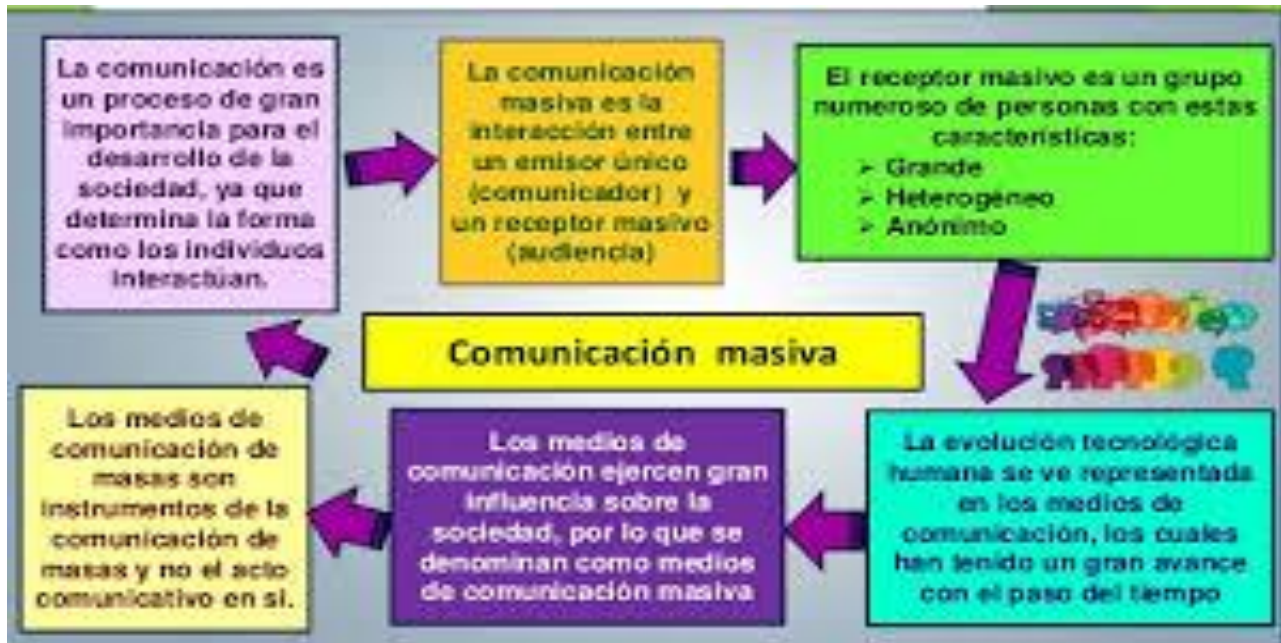 La comunicación es
un proceso de gran
importancia para el
desarrollo de la
sociedad, ya que
determina la forma
como los individuos
interactúan.
La comunicación
masiva es la
interacción entre
un emisor único
(comunicador) y
un receptor masivo
(audiencia)
El receptor masivo es un grupo
numeroso de personas con estas
características:
➢ Grande
➢ Heterogéneo
➢ Anónimo
Comunicación masiva
La evolución tecnológica
humana se ve representada
en los medios de
comunicación, los cuales
han tenido un gran avance
con el paso del tiempo
Los medios de
comunicación ejercen gran
influencia sobre la
sociedad, por lo que se
denominan como medios
de comunicación masiva
Los medios de
comunicación de
masas son
instrumentos de la
comunicación de
masas y no el acto
comunicativo en sí.